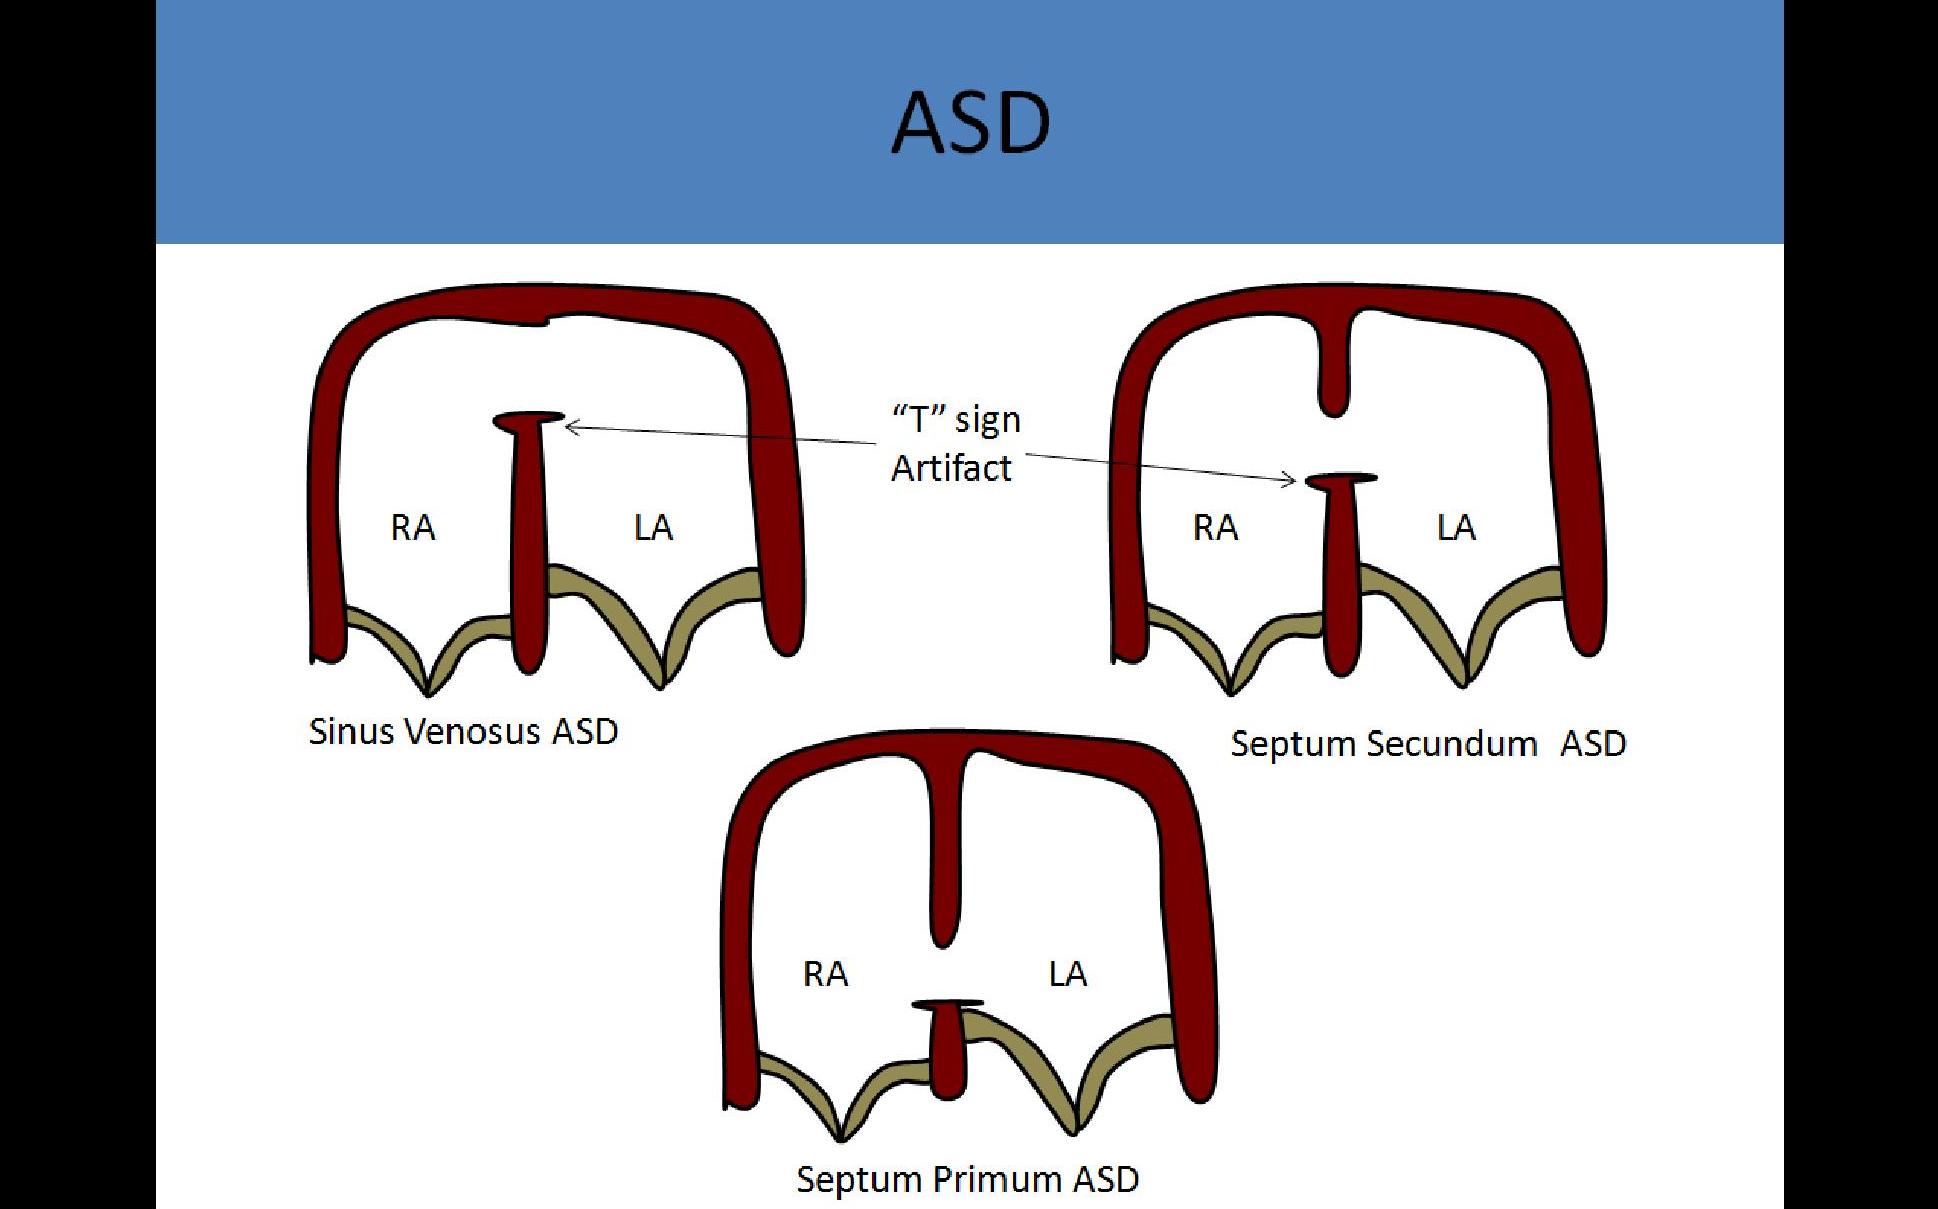 ASD
“T” sign
Artifact
RA
LA
RA
LA
Sinus Venosus ASD
Septum Secundum ASD
RA
LA
Septum Primum ASD